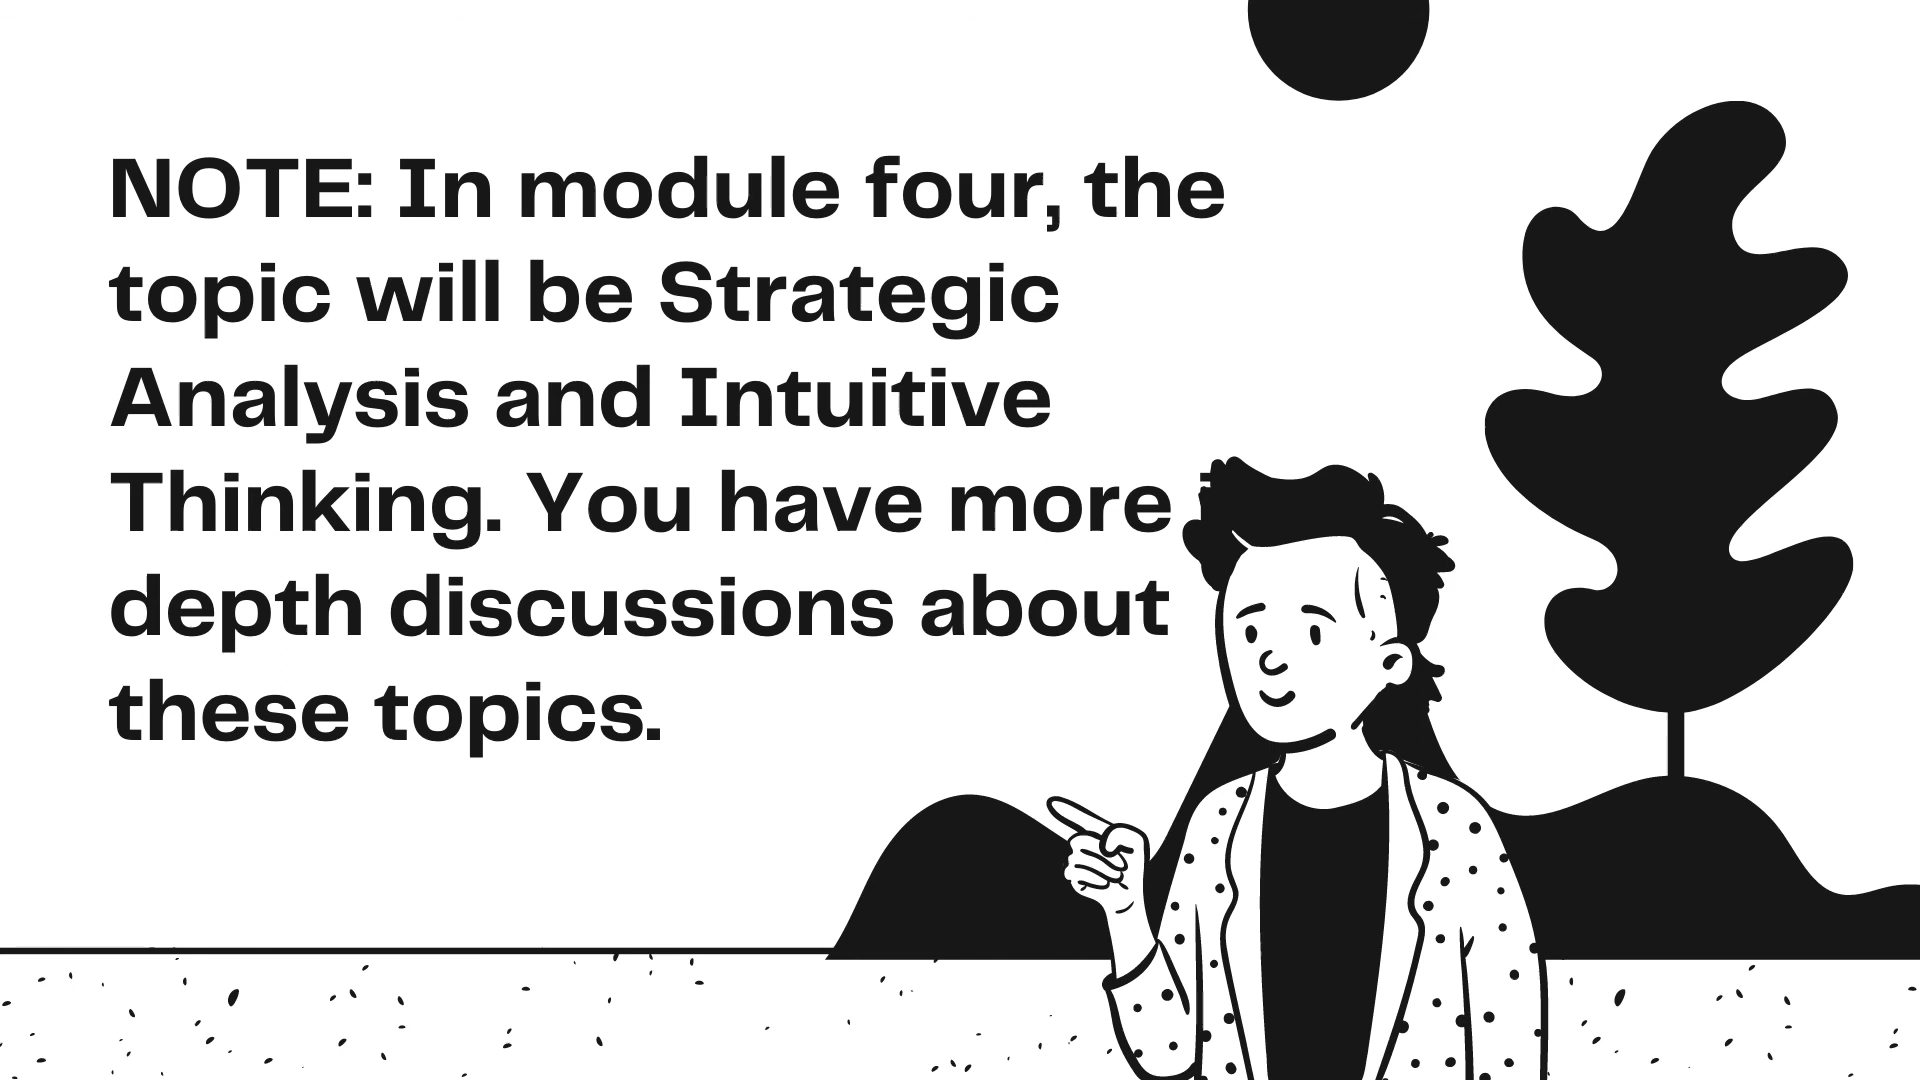 NOTE: In module four, the
topic will be Strategic
Analysis and Intuitive
Thinking. You have more
depth discussions about
these topics.